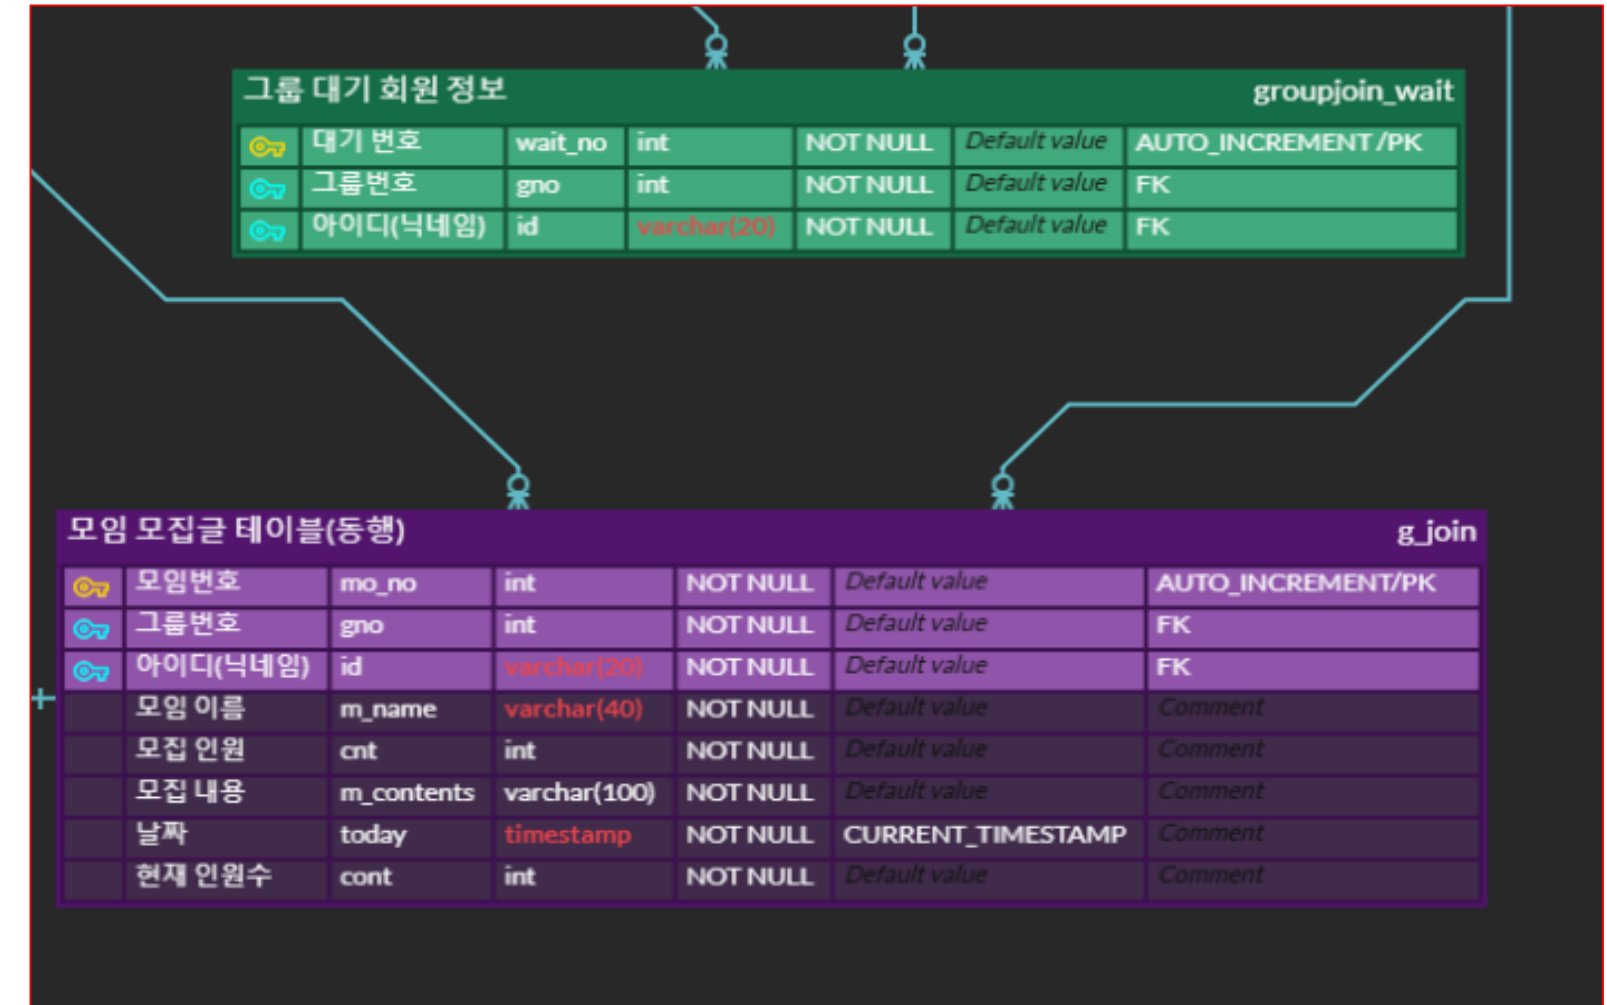 그룹 대기 회원 정보 groupjoin_wait
대기 번호 wait_no int NOT NULL Default value AUTO_INCREMENT /PK
그룹번호 gno int NOT NULL Default value FK
아이디(닉네임) id varchar(20) NOT NULL Default value FK
모임 모집글 테이블(동행) g_join
모임번호 mo_no int NOT NULL Default value AUTO_INCREMENT/PK
그룹번호 gno int NOT NULL Default value FK
아이디(닉네임) id varchar(20) NOT NULL Default value FK
모임 이름 m_name varchar(40) NOT NULL Default value Comment
모집 인원 cnt int NOT NULL Default value Comment
모집 내용 m_contents varchar(100) NOT NULL Default value Comment
날짜 today timestamp NOT NULL CURRENT_TIMESTAMP Comment
현재 인원수 cont int NOT NULL Default value Comment